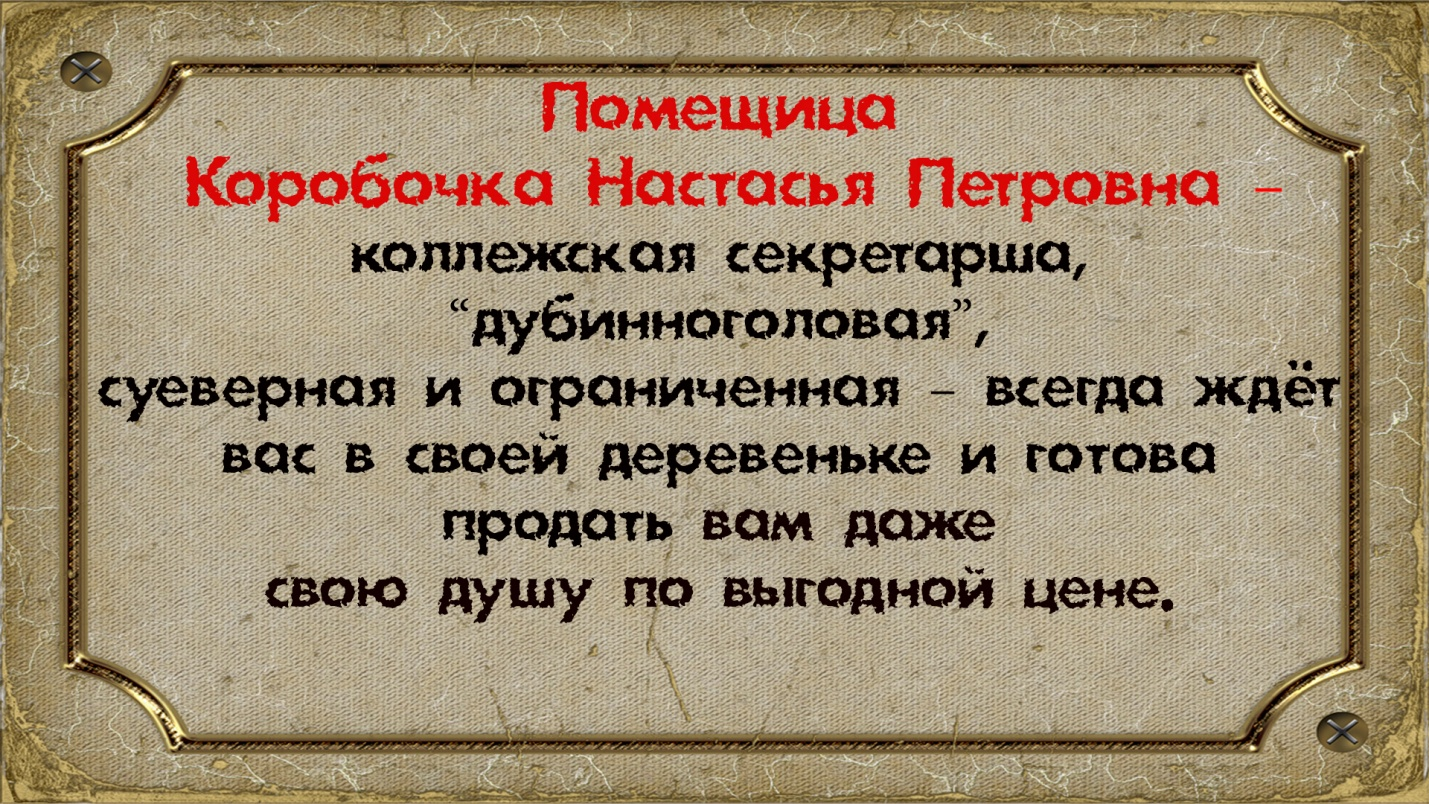 Помещица
Коробочка Настасья Петровна –
коллежская секретарша,
“дубинноголовая”,
суеверная и ограниченная – всегда ждёт
вас в своей деревеньке и готова
продать вам даже
свою душу по выгодной цене.